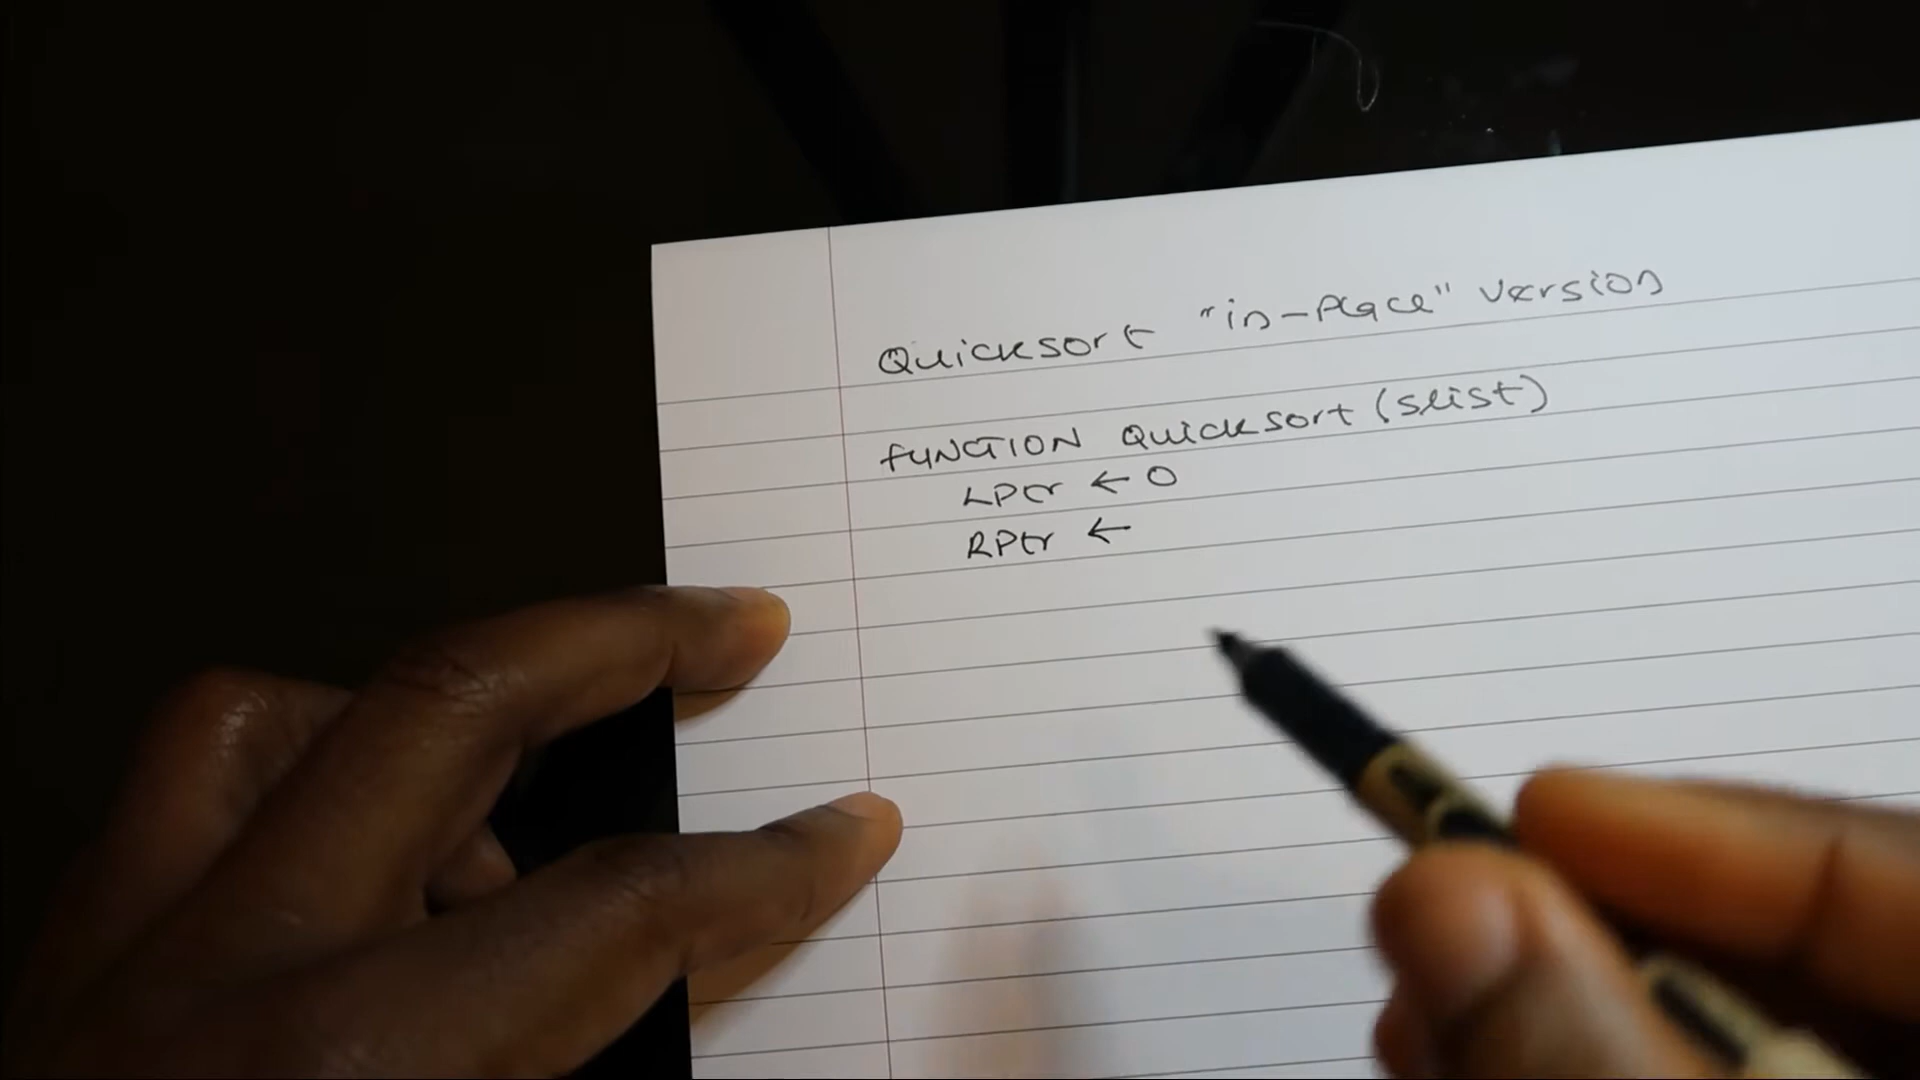 Quicksort "in-place" version
FUNCTION Quicksort (slist)
LPtr ← 0
RPtr ←